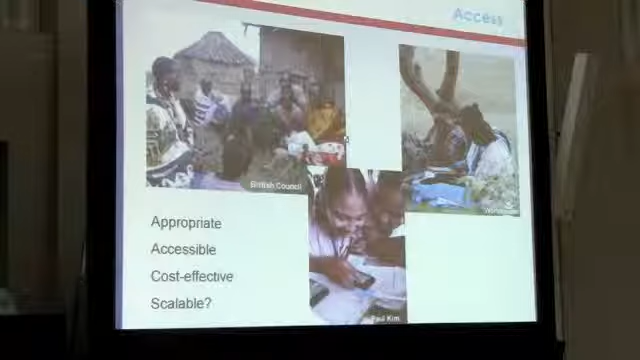 Access
British Council
Appropriate
Accessible
Cost-effective
Scalable?
Paul Kim